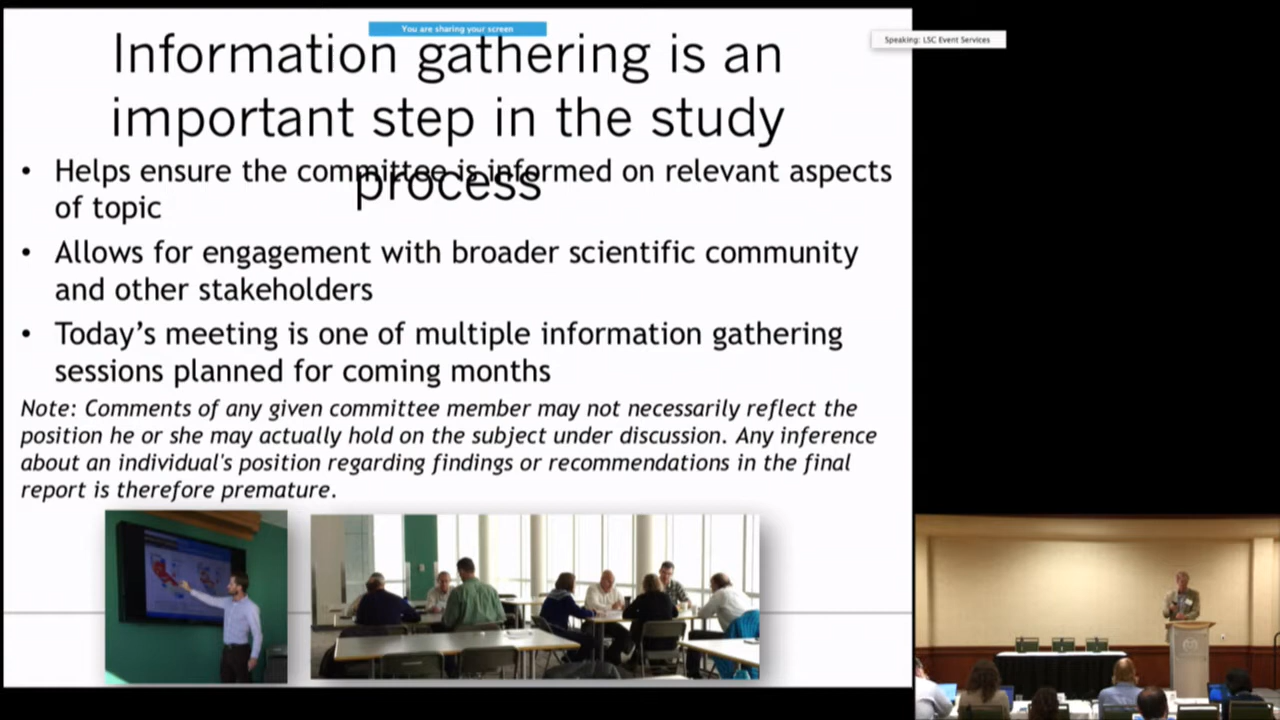 You are sharing your screen
Speaking: LSC Event Services
Information gathering is an
important step in the study
process
• Helps ensure the committee is informed on relevant aspects
of topic
• Allows for engagement with broader scientific community
and other stakeholders
• Today’s meeting is one of multiple information gathering
sessions planned for coming months
Note: Comments of any given committee member may not necessarily reflect the
position he or she may actually hold on the subject under discussion. Any inference
about an individual's position regarding findings or recommendations in the final
report is therefore premature.